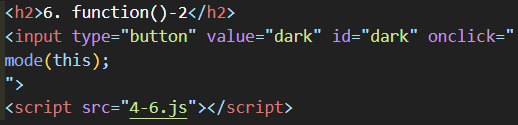 <h2>6. function()-2</h2>
<input type="button" value="dark" id="dark" onclick="
mode(this);
">
<script src="4-6.js"></script>